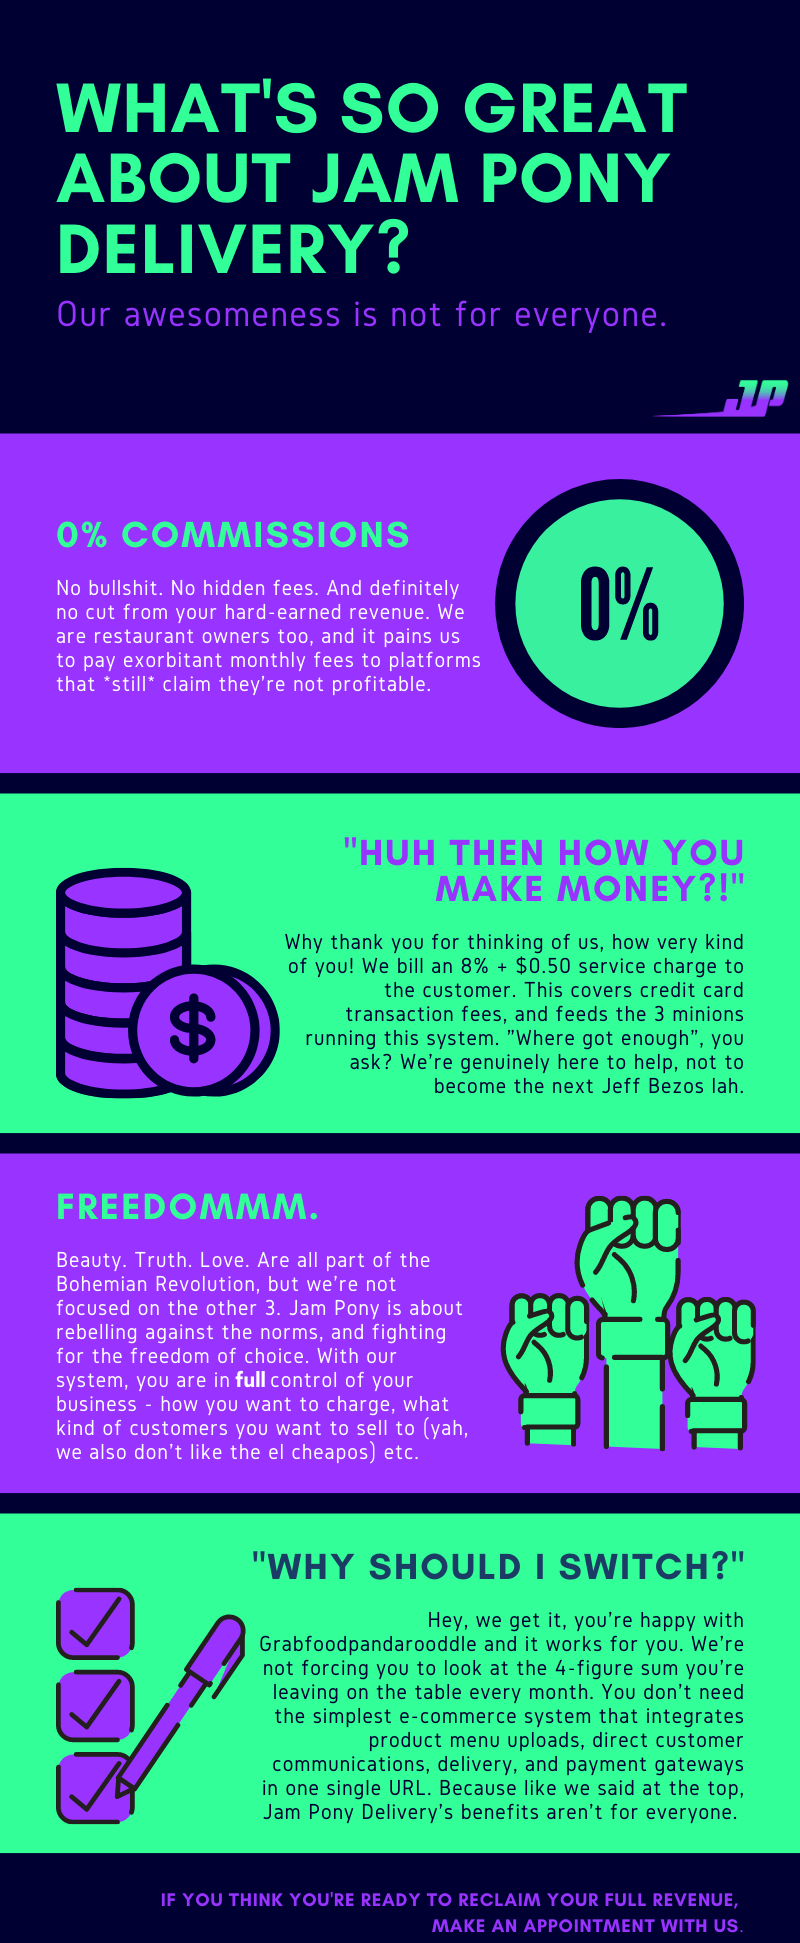 WHAT'S SO GREAT
ABOUT JAM PONY
DELIVERY?
Our awesomeness is not for everyone.
JP
0% COMMISSIONS
No bullshit. No hidden fees. And definitely
no cut from your hard-earned revenue. We
are restaurant owners too, and it pains us
to pay exorbitant monthly fees to platforms
that *still* claim they're not profitable.
0%
"HUH THEN HOW YOU
MAKE MONEY?!"
Why thank you for thinking of us, how very kind
of you! We bill an 8% + $0.50 service charge to
the customer. This covers credit card
transaction fees, and feeds the 3 minions
running this system. "Where got enough", you
ask? We're genuinely here to help, not to
become the next Jeff Bezos lah.
$
FREEDOMMM.
Beauty. Truth. Love. Are all part of the
Bohemian Revolution, but we're not
focused on the other 3. Jam Pony is about
rebelling against the norms, and fighting
for the freedom of choice. With our
system, you are in full control of your
business - how you want to charge, what
kind of customers you want to sell to (yah,
we also don't like the el cheapos) etc.
"WHY SHOULD I SWITCH?"
Hey, we get it, you're happy with
Grabfoodpandarooddle and it works for you. We're
not forcing you to look at the 4-figure sum you're
leaving on the table every month. You don't need
the simplest e-commerce system that integrates
product menu uploads, direct customer
communications, delivery, and payment gateways
in one single URL. Because like we said at the top,
Jam Pony Delivery's benefits aren't for everyone.
IF YOU THINK YOU'RE READY TO RECLAIM YOUR FULL REVENUE,
MAKE AN APPOINTMENT WITH US.